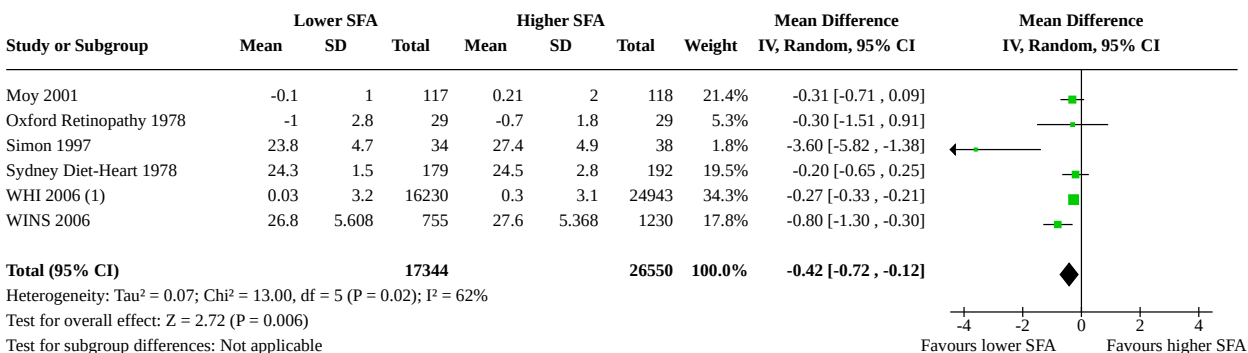 Lower SFA Higher SFA Mean Difference Mean Difference
Study or Subgroup Mean SD Total Mean SD Total Weight IV, Random, 95% CI IV, Random, 95% CI
Moy 2001 -0.1 1 117 0.21 2 118 21.4% -0.31 [-0.71 , 0.09]
Oxford Retinopathy 1978 -1 2.8 29 -0.7 1.8 29 5.3% -0.30 [-1.51 , 0.91]
Simon 1997 23.8 4.7 34 27.4 4.9 38 1.8% -3.60 [-5.82 , -1.38]
Sydney Diet-Heart 1978 24.3 1.5 179 24.5 2.8 192 19.5% -0.20 [-0.65 , 0.25]
WHI 2006 (1) 0.03 3.2 16230 0.3 3.1 24943 34.3% -0.27 [-0.33 , -0.21]
WINS 2006 26.8 5.608 755 27.6 5.368 1230 17.8% -0.80 [-1.30 , -0.30]
Total (95% CI) 17344 26550 100.0% -0.42 [-0.72 , -0.12]
Heterogeneity: Tau² = 0.07; Chi² = 13.00, df = 5 (P = 0.02); I² = 62%
Test for overall effect: Z = 2.72 (P = 0.006) -4 -2 0 2 4
Test for subgroup differences: Not applicable Favours lower SFA Favours higher SFA